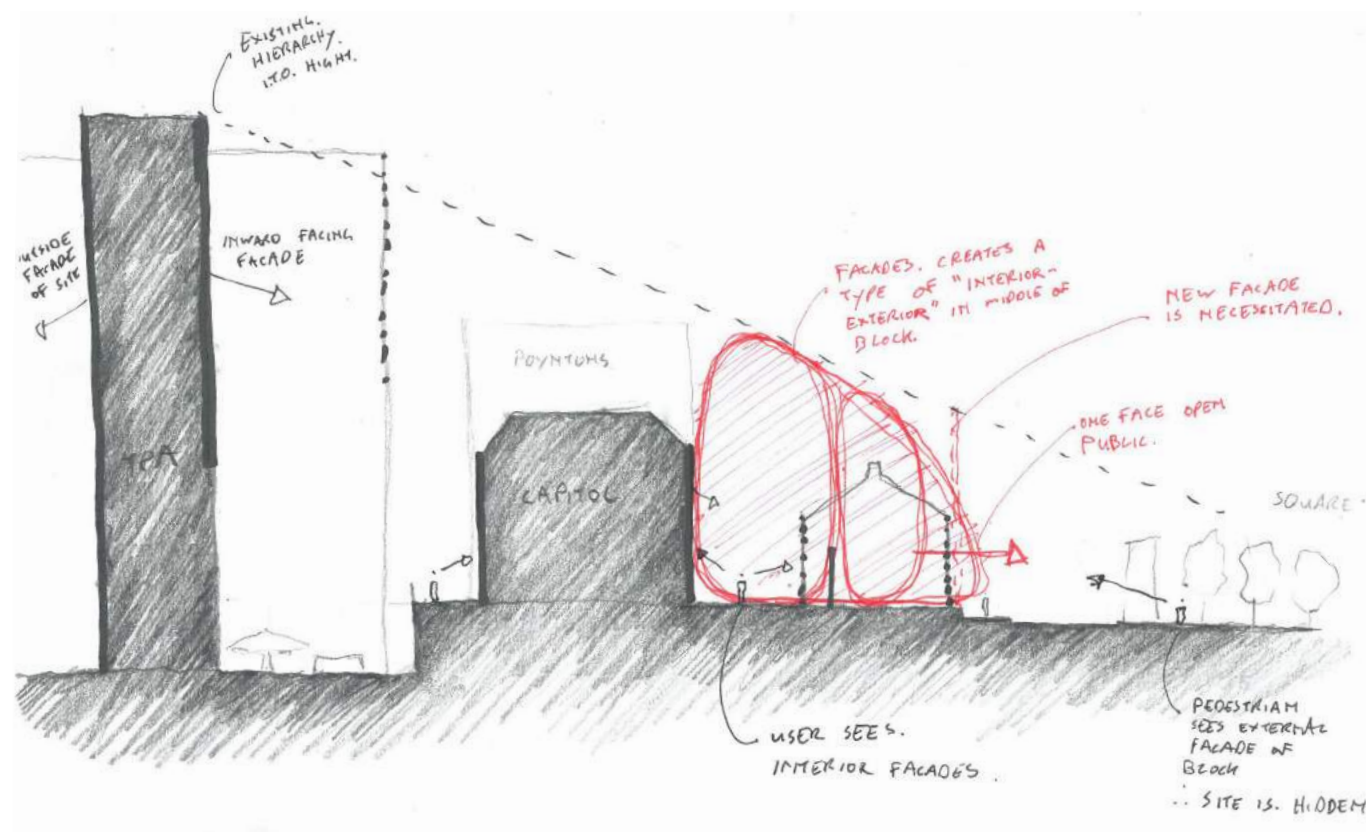 EXISTING.
HIERARCHY.
I.T.O. HIGHT.
OUTSIDE
FACADE
OF SITE
INWARD FACING
FACADE
TPA
POYNTONS
CAPITOL
FACADES. CREATES A
TYPE OF "INTERIOR-
EXTERIOR" IN MIDDLE OF
BLOCK.
NEW FACADE
IS NECESSITATED.
ONE FACE OPEN
PUBLIC.
SQUARE
USER SEES.
INTERIOR FACADES.
PEDESTRIAN
SEES EXTERNAL
FACADE OF
BLOCK
∴ SITE IS. HIDDEN